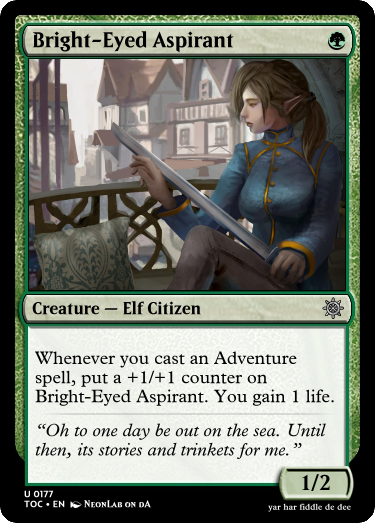 Bright-Eyed Aspirant
Creature — Elf Citizen
Whenever you cast an Adventure
spell, put a +1/+1 counter on
Bright-Eyed Aspirant. You gain 1 life.
“Oh to one day be out on the sea. Until
then, its stories and trinkets for me.”
1/2
U 0177
TOC • EN NeonLab on dA
yar har fiddle de dee